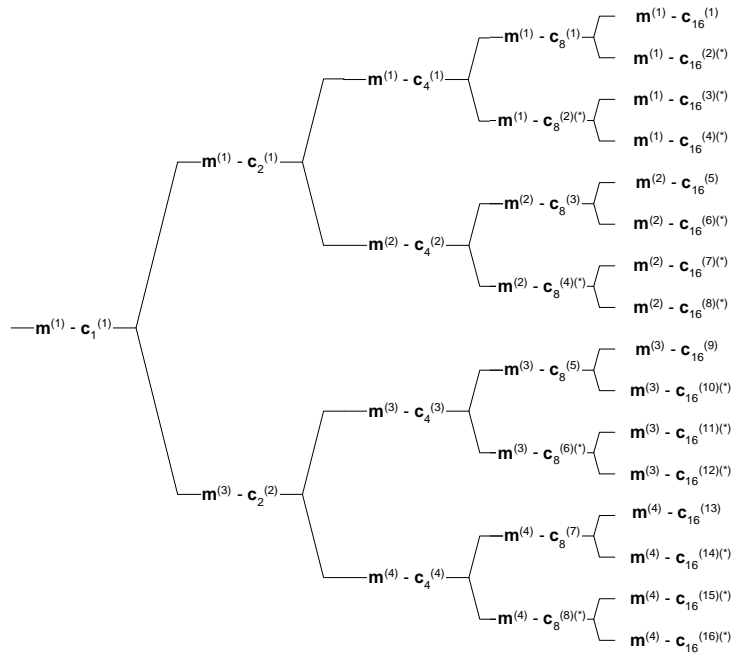 m(1) - c16(1)
m(1) - c8(1)
m(1) - c16(2)(*)
m(1) - c4(1)
m(1) - c16(3)(*)
m(1) - c8(2)(*)
m(1) - c16(4)(*)
m(1) - c2(1)
m(2) - c16(5)
m(2) - c8(3)
m(2) - c16(6)(*)
m(2) - c4(2)
m(2) - c16(7)(*)
m(2) - c8(4)(*)
m(2) - c16(8)(*)
m(1) - c1(1)
m(3) - c16(9)
m(3) - c8(5)
m(3) - c16(10)(*)
m(3) - c4(3)
m(3) - c16(11)(*)
m(3) - c8(6)(*)
m(3) - c16(12)(*)
m(3) - c2(2)
m(4) - c16(13)
m(4) - c8(7)
m(4) - c16(14)(*)
m(4) - c4(4)
m(4) - c16(15)(*)
m(4) - c8(8)(*)
m(4) - c16(16)(*)